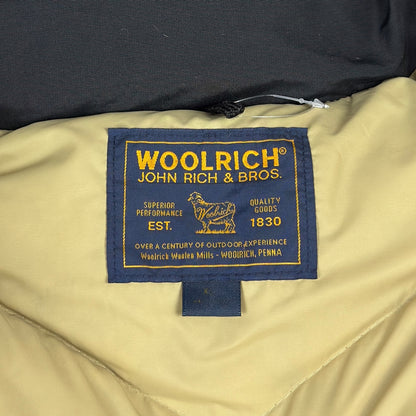 WOOLRICH®
JOHN RICH & BROS.
SUPERIOR PERFORMANCE
QUALITY GOODS
Woolrich
EST. 1830
OVER A CENTURY OF OUTDOOR EXPERIENCE
Woolrich Woolen Mills - WOOLRICH, PENNA